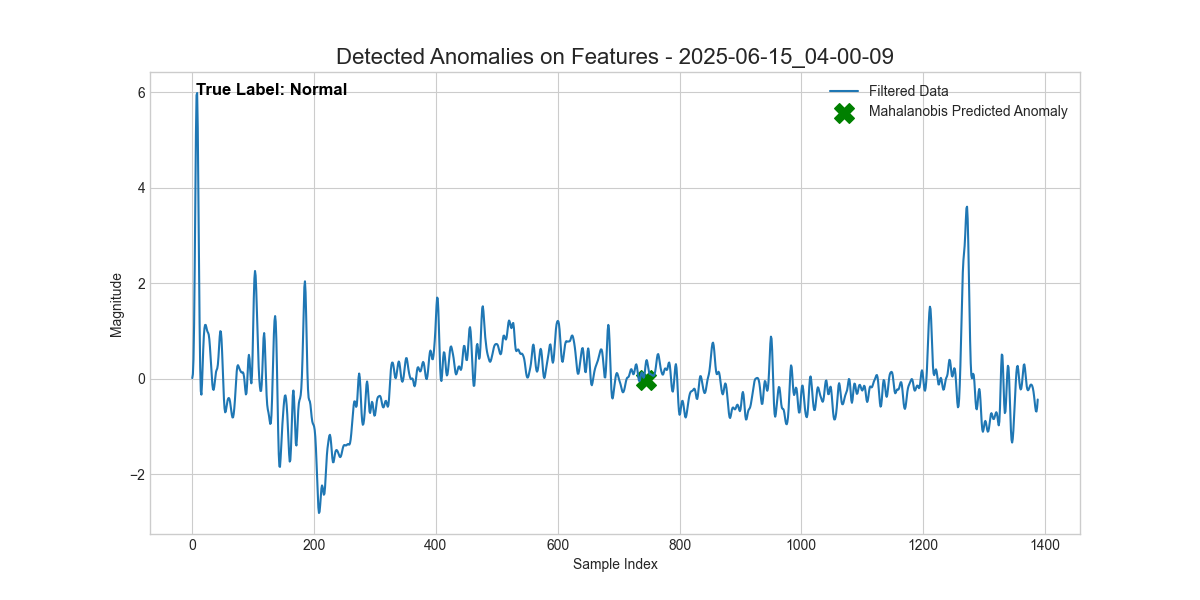 Detected Anomalies on Features - 2025-06-15_04-00-09
True Label: Normal
Filtered Data
Mahalanobis Predicted Anomaly
Magnitude
6
4
2
0
−2
0 200 400 600 800 1000 1200 1400
Sample Index